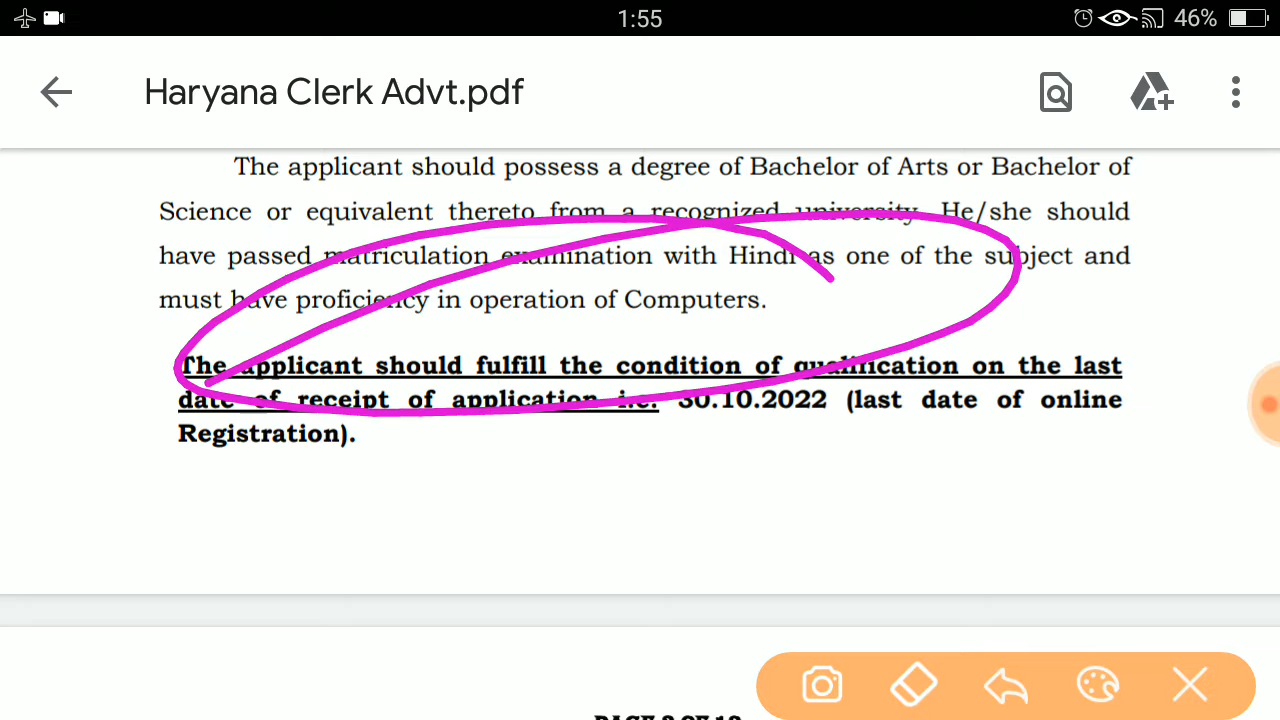 1:55
46%
Haryana Clerk Advt.pdf
The applicant should possess a degree of Bachelor of Arts or Bachelor of
Science or equivalent thereto from a recognized university. He/she should
have passed matriculation examination with Hindi as one of the subject and
must have proficiency in operation of Computers.
The applicant should fulfill the condition of qualification on the last
date of receipt of application i.e. 30.10.2022 (last date of online
Registration).